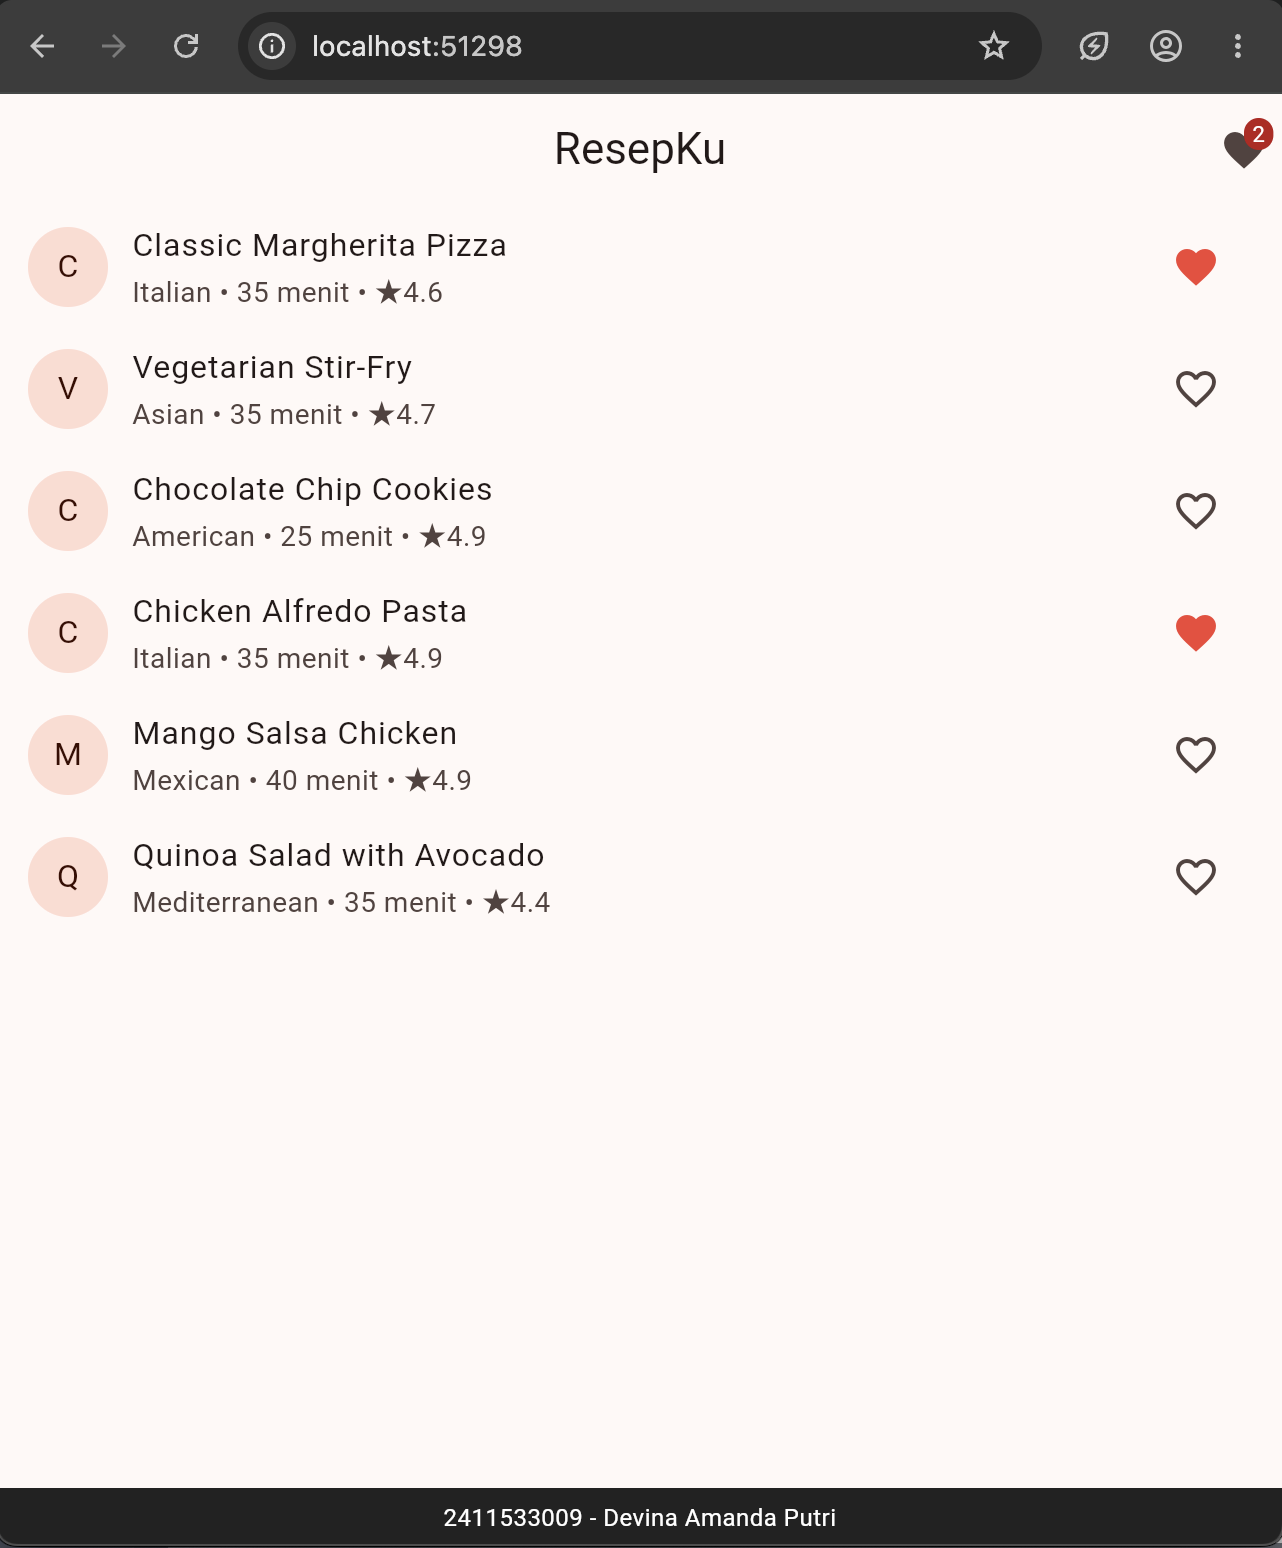 localhost:51298
ResepKu
2
C
Classic Margherita Pizza
Italian • 35 menit • ★4.6
V
Vegetarian Stir-Fry
Asian • 35 menit • ★4.7
C
Chocolate Chip Cookies
American • 25 menit • ★4.9
C
Chicken Alfredo Pasta
Italian • 35 menit • ★4.9
M
Mango Salsa Chicken
Mexican • 40 menit • ★4.9
Q
Quinoa Salad with Avocado
Mediterranean • 35 menit • ★4.4
2411533009 - Devina Amanda Putri